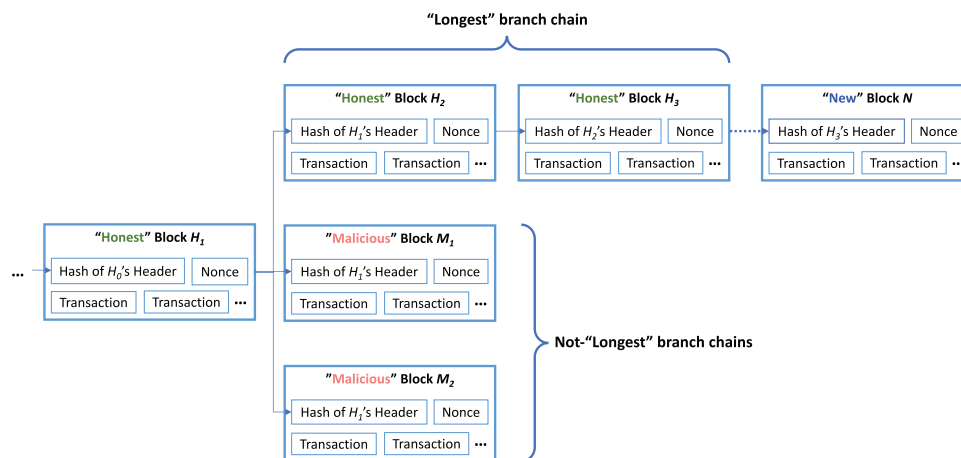 “Longest” branch chain
“Honest” Block H2
Hash of H1’s Header
Nonce
Transaction
Transaction
...
“Honest” Block H3
Hash of H2’s Header
Nonce
Transaction
Transaction
...
“New” Block N
Hash of H3’s Header
Nonce
Transaction
Transaction
...
...
“Honest” Block H1
Hash of H0’s Header
Nonce
Transaction
Transaction
...
”Malicious” Block M1
Hash of H1’s Header
Nonce
Transaction
Transaction
...
Not-“Longest” branch chains
”Malicious” Block M2
Hash of H1’s Header
Nonce
Transaction
Transaction
...